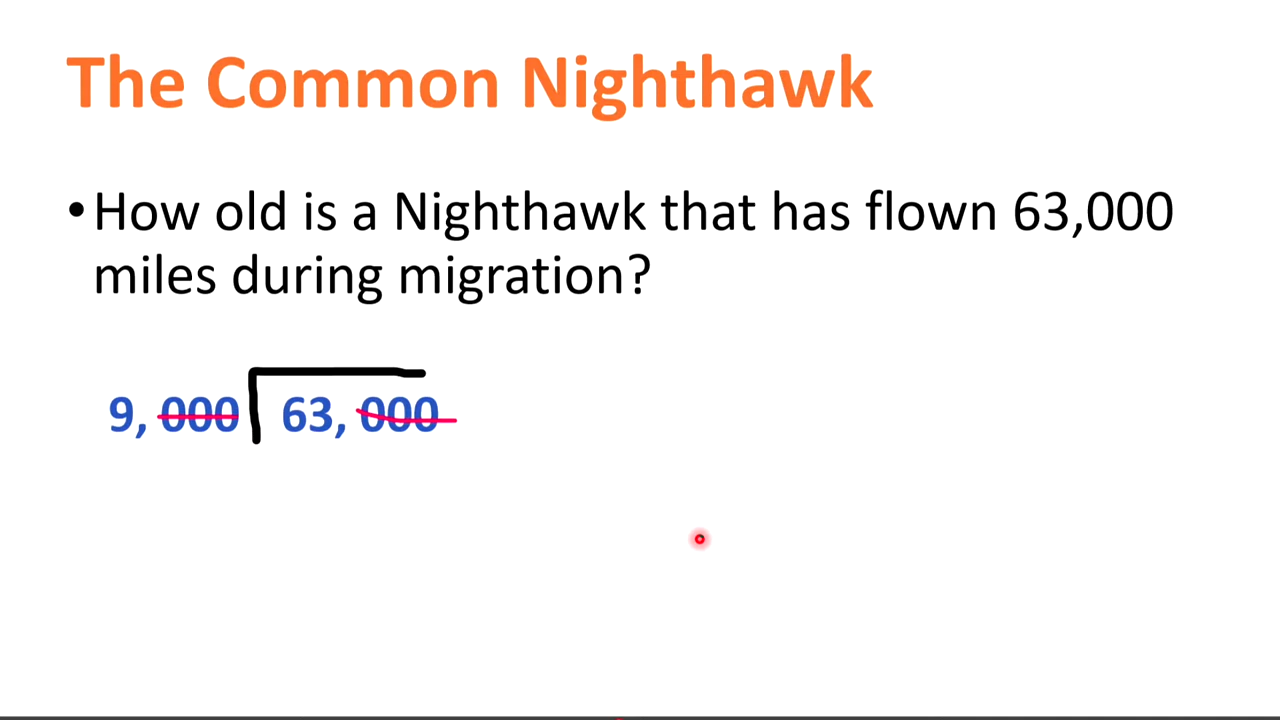 The Common Nighthawk
•How old is a Nighthawk that has flown 63,000
miles during migration?
9, 000 63, 000